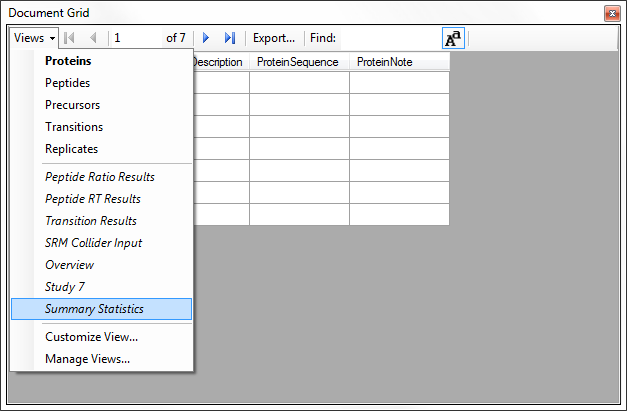 Document Grid
Views 1 of 7 Export... Find: Aa
Description ProteinSequence ProteinNote
Proteins
Peptides
Precursors
Transitions
Replicates
Peptide Ratio Results
Peptide RT Results
Transition Results
SRM Collider Input
Overview
Study 7
Summary Statistics
Customize View...
Manage Views...